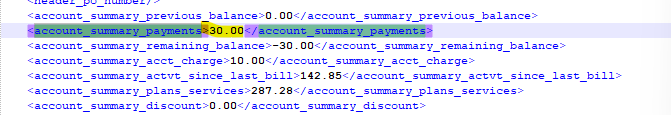 <header_po_number/>
<account_summary_previous_balance>0.00</account_summary_previous_balance>
<account_summary_payments>30.00</account_summary_payments>
<account_summary_remaining_balance>-30.00</account_summary_remaining_balance>
<account_summary_acct_charge>10.00</account_summary_acct_charge>
<account_summary_actvt_since_last_bill>142.85</account_summary_actvt_since_last_bill>
<account_summary_plans_services>287.28</account_summary_plans_services>
<account_summary_discount>0.00</account_summary_discount>